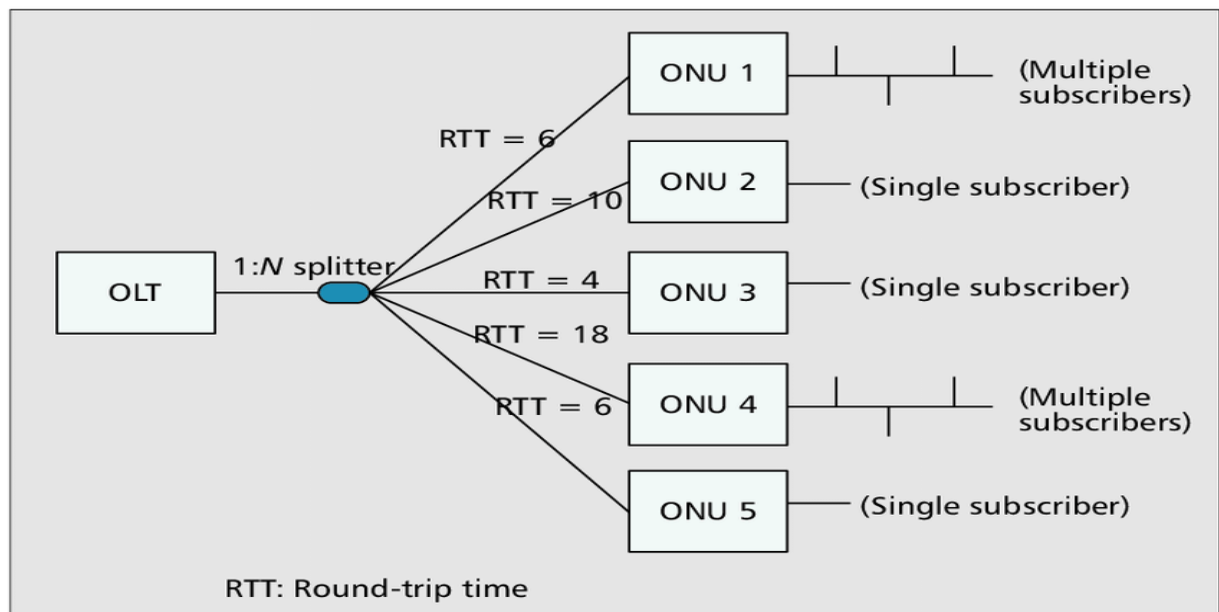 ONU 1
(Multiple
subscribers)
RTT = 6
ONU 2
(Single subscriber)
RTT = 10
OLT
1:N splitter
RTT = 4
ONU 3
(Single subscriber)
RTT = 18
ONU 4
(Multiple
subscribers)
RTT = 6
ONU 5
(Single subscriber)
RTT: Round-trip time